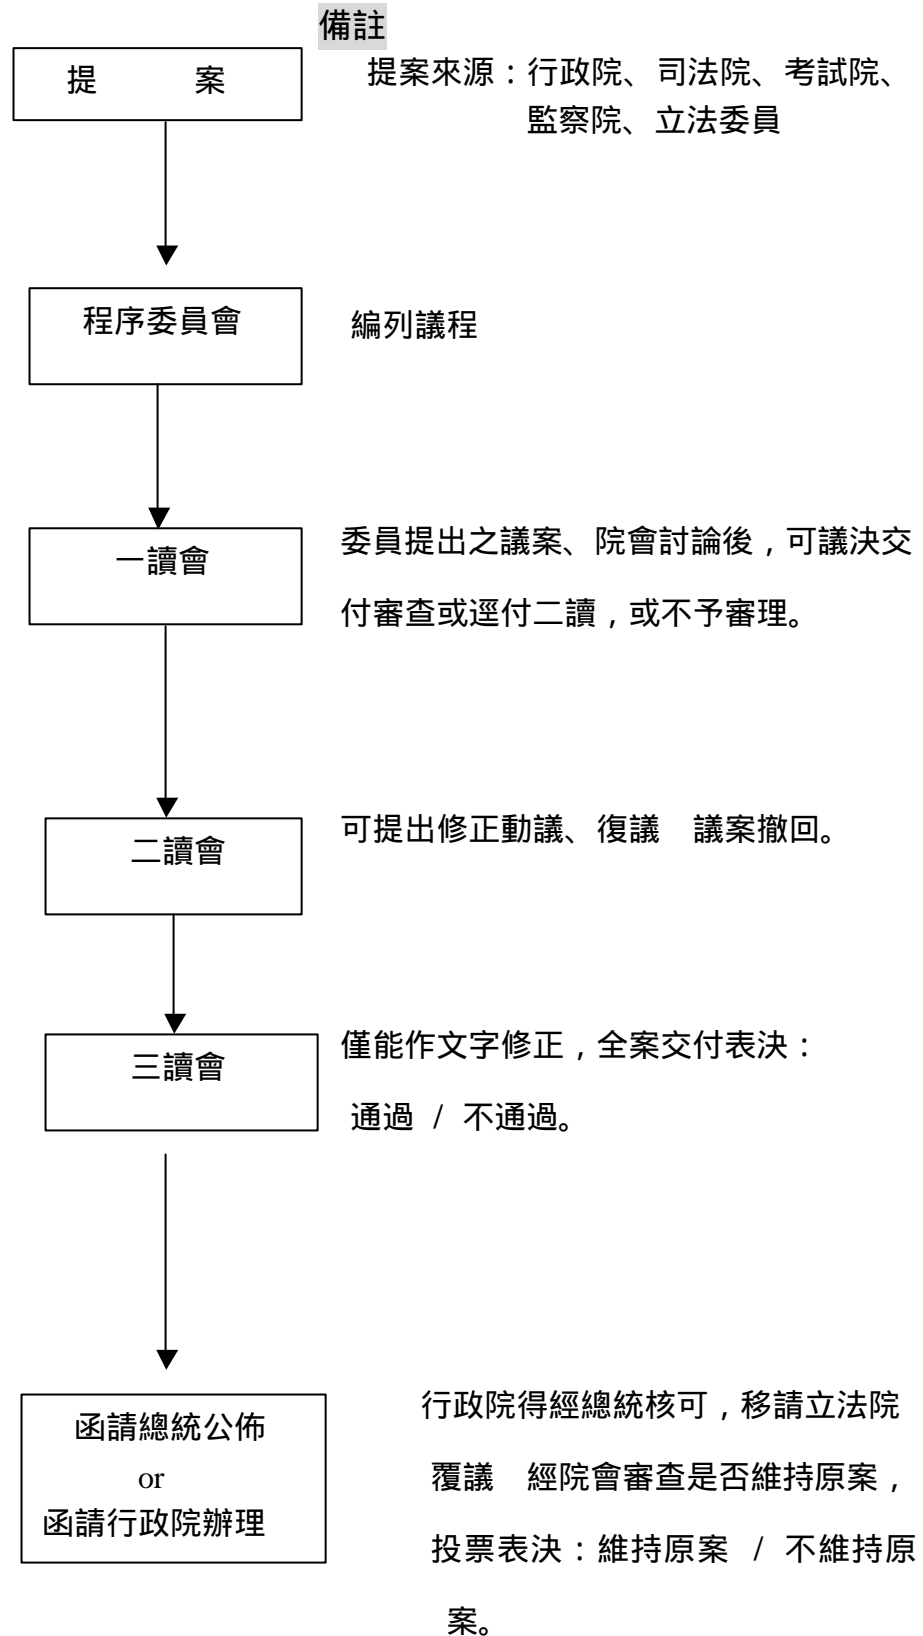 備註
提 案
提案來源：行政院、司法院、考試院、
監察院、立法委員
程序委員會
編列議程
一讀會
委員提出之議案、院會討論後，可議決交
付審查或逕付二讀，或不予審理。
二讀會
可提出修正動議、復議 議案撤回。
三讀會
僅能作文字修正，全案交付表決：
通過 / 不通過。
函請總統公佈
or
函請行政院辦理
行政院得經總統核可，移請立法院
覆議 經院會審查是否維持原案，
投票表決：維持原案 / 不維持原
案。